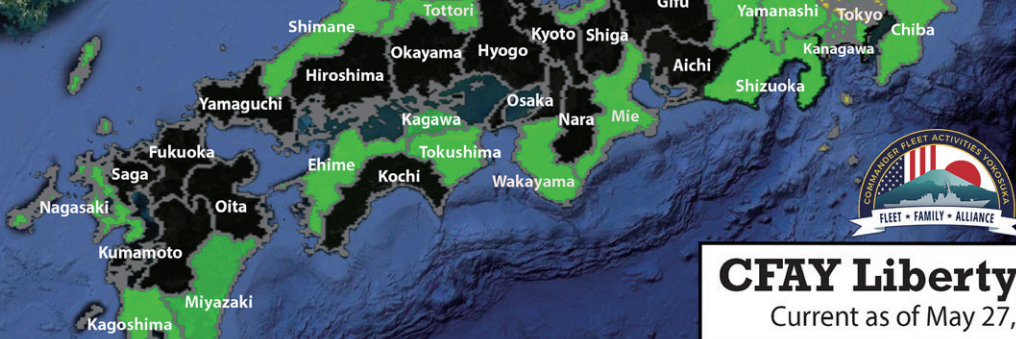 Gifu
Tottori
Yamanashi
Tokyo
Shimane
Kyoto
Shiga
Chiba
Okayama
Hyogo
Kanagawa
Hiroshima
Aichi
Shizuoka
Yamaguchi
Osaka
Kagawa
Nara
Mie
Fukuoka
Tokushima
Ehime
Saga
Kochi
Wakayama
Nagasaki
Oita
Kumamoto
Miyazaki
Kagoshima
COMMANDER FLEET ACTIVITIES YOKOSUKA
FLEET ★ FAMILY ★ ALLIANCE
CFAY Liberty
Current as of May 27,